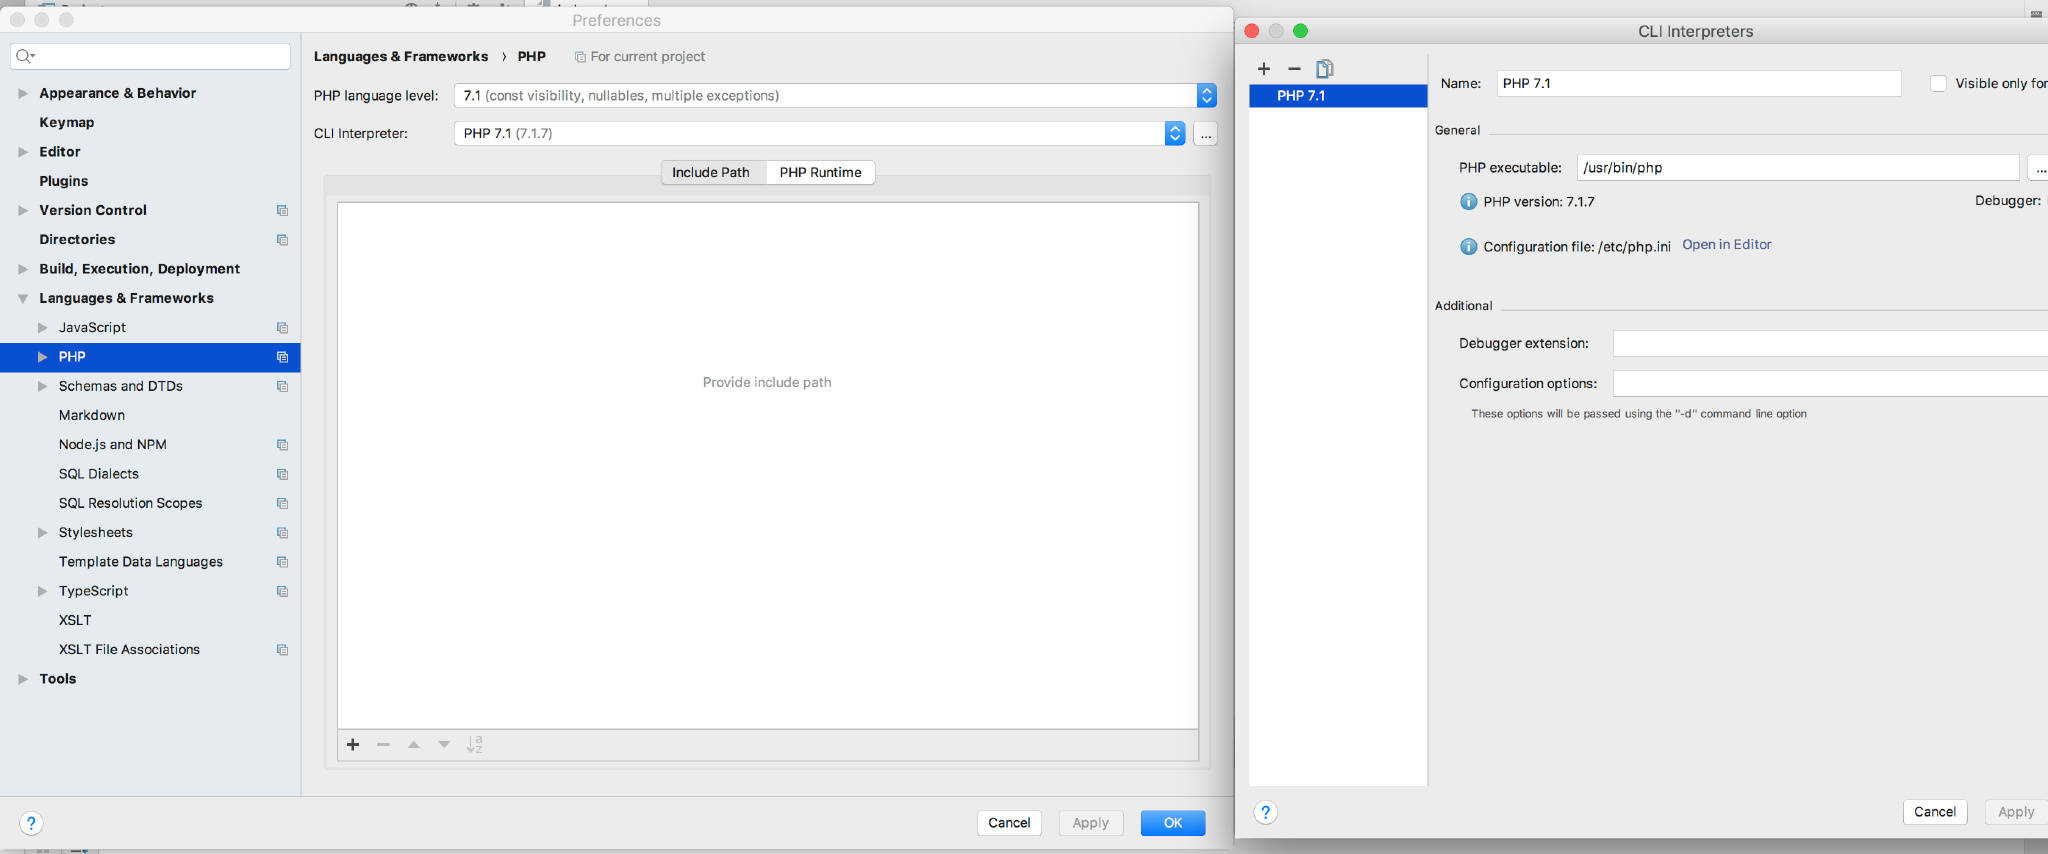 Preferences
Languages & Frameworks › PHP For current project
PHP language level: 7.1 (const visibility, nullables, multiple exceptions)
CLI Interpreter: PHP 7.1 (7.1.7) ...
Include Path PHP Runtime
Provide include path
Appearance & Behavior
Keymap
Editor
Plugins
Version Control
Directories
Build, Execution, Deployment
Languages & Frameworks
JavaScript
PHP
Schemas and DTDs
Markdown
Node.js and NPM
SQL Dialects
SQL Resolution Scopes
Stylesheets
Template Data Languages
TypeScript
XSLT
XSLT File Associations
Tools
? Cancel Apply OK
CLI Interpreters
PHP 7.1
Name: PHP 7.1 Visible only for
General
PHP executable: /usr/bin/php ...
PHP version: 7.1.7 Debugger:
Configuration file: /etc/php.ini Open in Editor
Additional
Debugger extension:
Configuration options:
These options will be passed using the "-d" command line option
? Cancel Apply